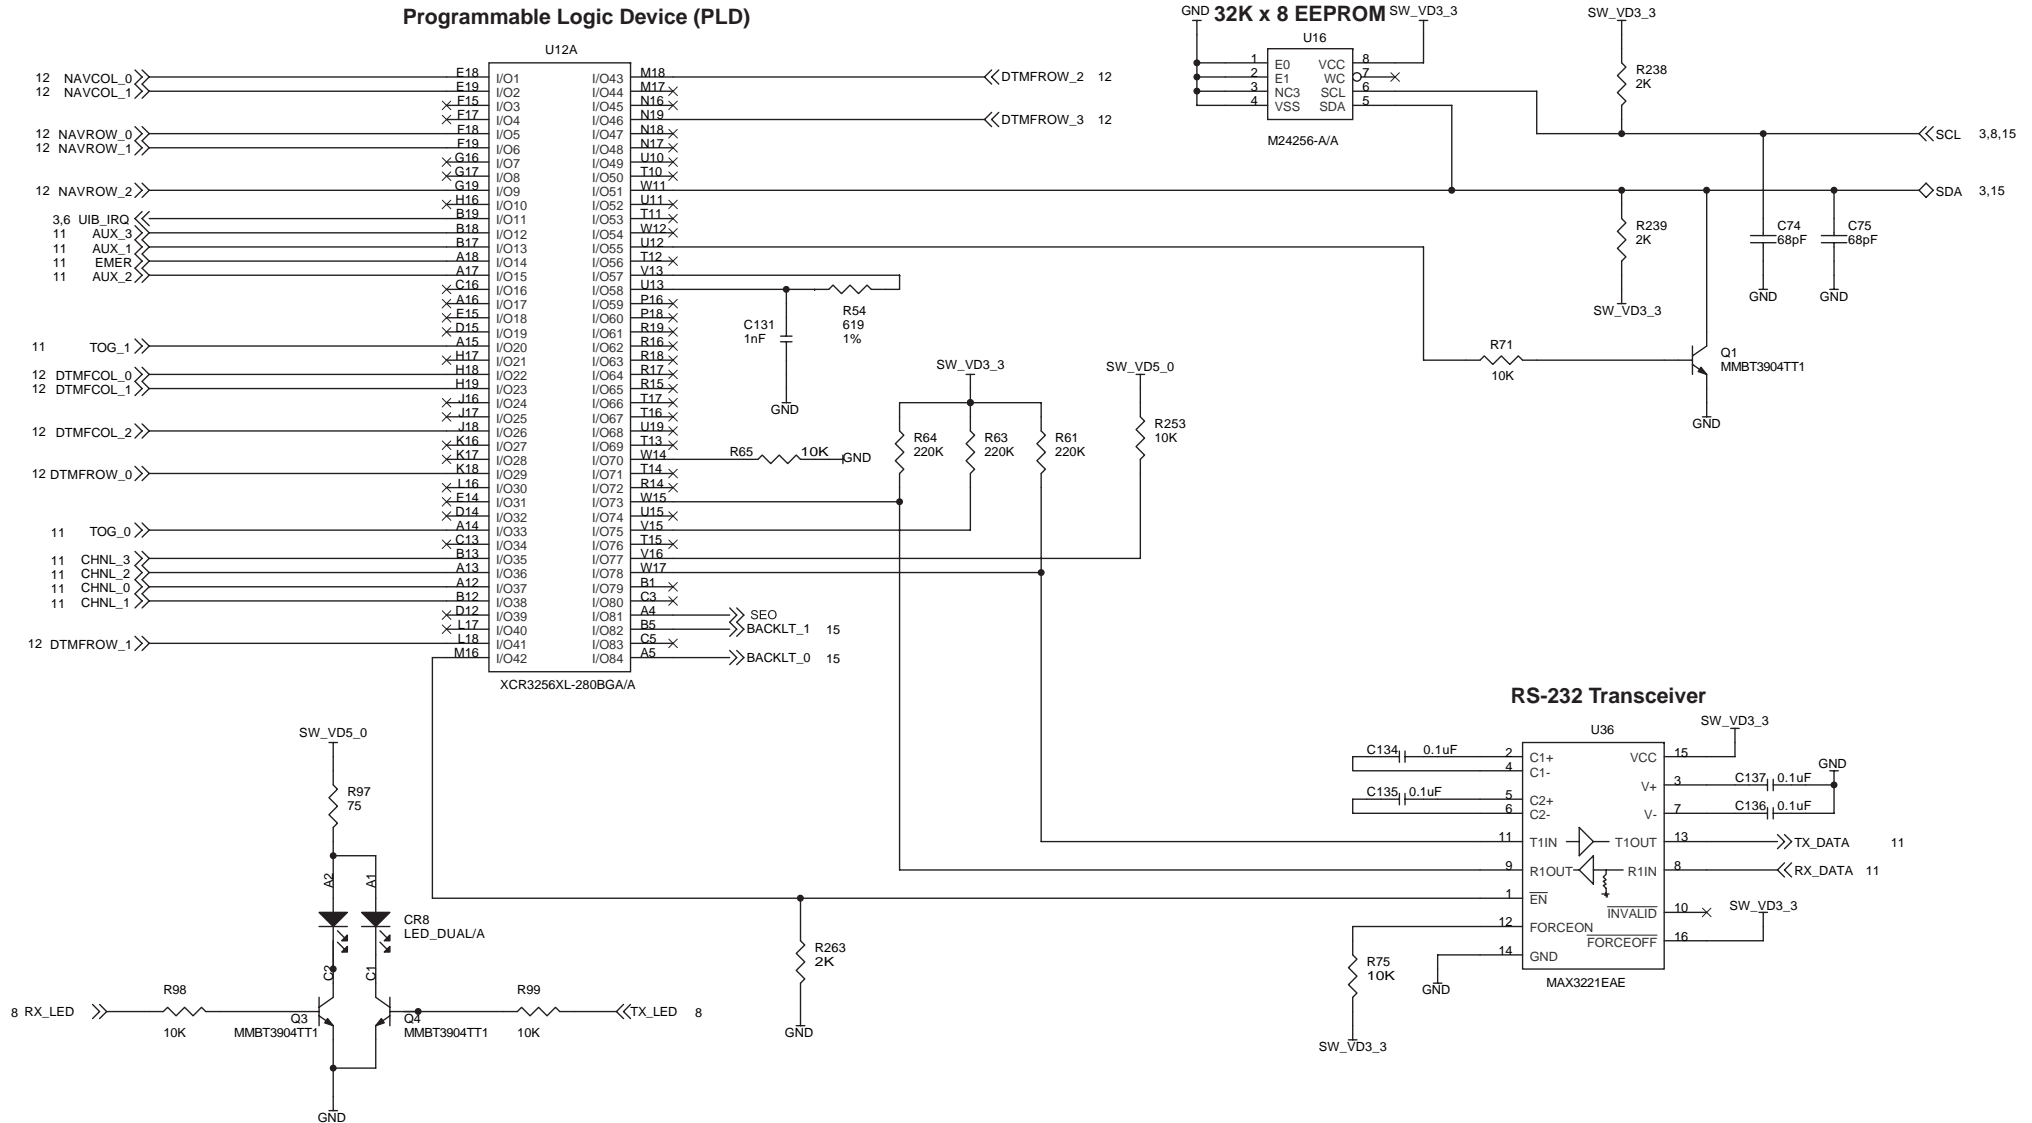 Programmable Logic Device (PLD)
U12A
12 NAVCOL_0 E18 I/O1 I/O43 M18 DTMFROW_2 12
12 NAVCOL_1 E19 I/O2 I/O44 M17
F15 I/O3 I/O45 N16
F17 I/O4 I/O46 N19 DTMFROW_3 12
12 NAVROW_0 F18 I/O5 I/O47 N18
12 NAVROW_1 F19 I/O6 I/O48 N17
G16 I/O7 I/O49 U10
G17 I/O8 I/O50 T10
12 NAVROW_2 G19 I/O9 I/O51 W11
H16 I/O10 I/O52 U11
3,6 UIB_IRQ B19 I/O11 I/O53 T11
11 AUX_3 B18 I/O12 I/O54 W12
11 AUX_1 B17 I/O13 I/O55 U12
11 EMER A18 I/O14 I/O56 T12
11 AUX_2 A17 I/O15 I/O57 V13
C16 I/O16 I/O58 U13
A16 I/O17 I/O59 P16
E15 I/O18 I/O60 P18
D15 I/O19 I/O61 R19
11 TOG_1 A15 I/O20 I/O62 R16
H17 I/O21 I/O63 R18
12 DTMFCOL_0 H18 I/O22 I/O64 R17
12 DTMFCOL_1 H19 I/O23 I/O65 R15
J16 I/O24 I/O66 T17
J17 I/O25 I/O67 T16
12 DTMFCOL_2 J18 I/O26 I/O68 U19
K16 I/O27 I/O69 T13
K17 I/O28 I/O70 W14
12 DTMFROW_0 K18 I/O29 I/O71 T14
L16 I/O30 I/O72 R14
E14 I/O31 I/O73 W15
D14 I/O32 I/O74 U15
11 TOG_0 A14 I/O33 I/O75 V15
C13 I/O34 I/O76 T15
11 CHNL_3 B13 I/O35 I/O77 V16
11 CHNL_2 A13 I/O36 I/O78 W17
11 CHNL_0 A12 I/O37 I/O79 B1
11 CHNL_1 B12 I/O38 I/O80 C3
D12 I/O39 I/O81 A4 SEO
L17 I/O40 I/O82 B5 BACKLT_1 15
12 DTMFROW_1 L18 I/O41 I/O83 C5
M16 I/O42 I/O84 A5 BACKLT_0 15
XCR3256XL-280BGA/A
R54
619
1%
C131
1nF
GND
R65 10K GND
SW_VD3_3
R64
220K
R63
220K
R61
220K
SW_VD5_0
R253
10K
32K x 8 EEPROM
GND
SW_VD3_3
U16
1 E0 VCC 8
2 E1 WC 7
3 NC3 SCL 6
4 VSS SDA 5
M24256-A/A
SW_VD3_3
R238
2K
SCL 3,8,15
SDA 3,15
R239
2K
SW_VD3_3
C74
68pF
GND
C75
68pF
GND
R71
10K
Q1
MMBT3904TT1
GND
RS-232 Transceiver
U36
SW_VD3_3
C134 0.1uF 2 C1+ VCC 15
4 C1-
V+ 3 C137 0.1uF GND
C135 0.1uF 5 C2+
6 C2- V- 7 C136 0.1uF
11 T1IN T1OUT 13 TX_DATA 11
9 R1OUT R1IN 8 RX_DATA 11
1 EN
INVALID 10
12 FORCEON
FORCEOFF 16 SW_VD3_3
14 GND
MAX3221EAE
GND
R75
10K
SW_VD3_3
R263
2K
GND
SW_VD5_0
R97
75
A2 A1
CR8
LED_DUAL/A
C2 C1
8 RX_LED
R98
10K
Q3
MMBT3904TT1
Q4
MMBT3904TT1
R99
10K
TX_LED 8
GND